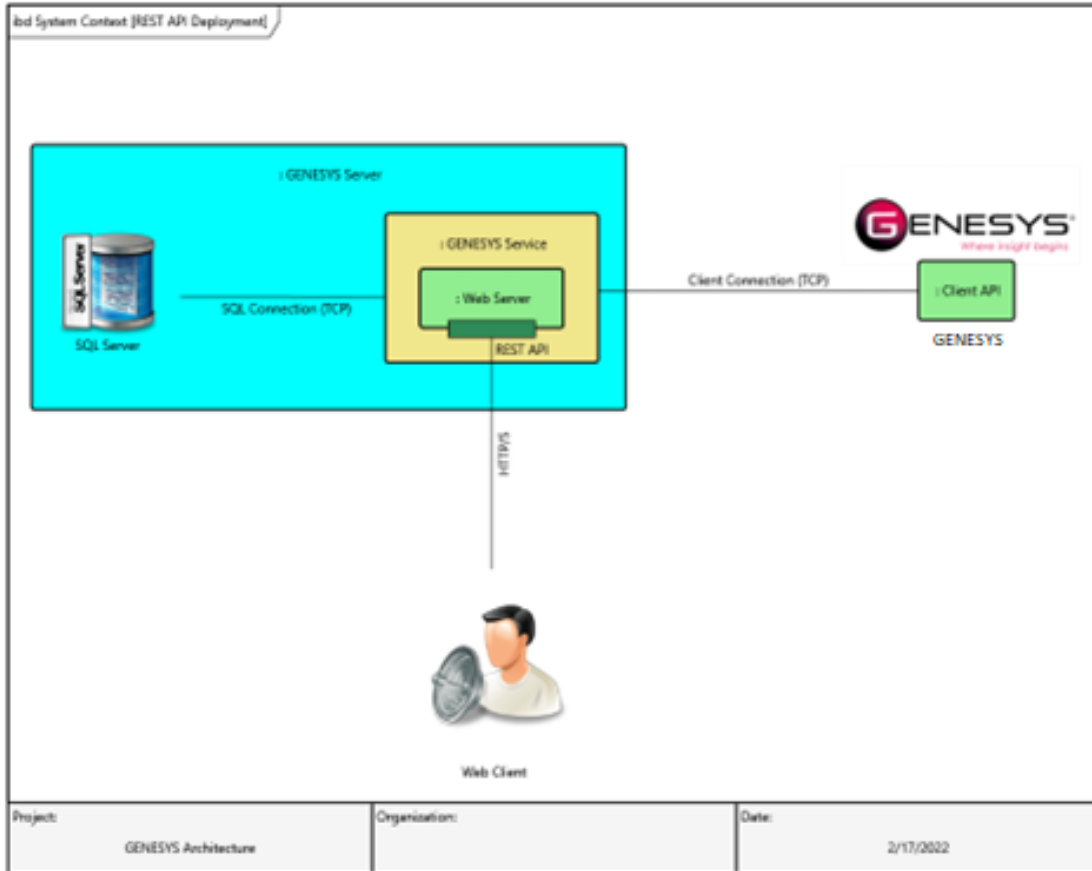 ibd System Context [REST API Deployment]
: GENESYS Server
: GENESYS Service
: Web Server
REST API
SQL Server
SQL Connection (TCP)
SQL Server
Client Connection (TCP)
GENESYS
Where insight begins
: Client API
GENESYS
HTTP/S
Web Client
Project:
GENESYS Architecture
Organization:
Date:
2/17/2022